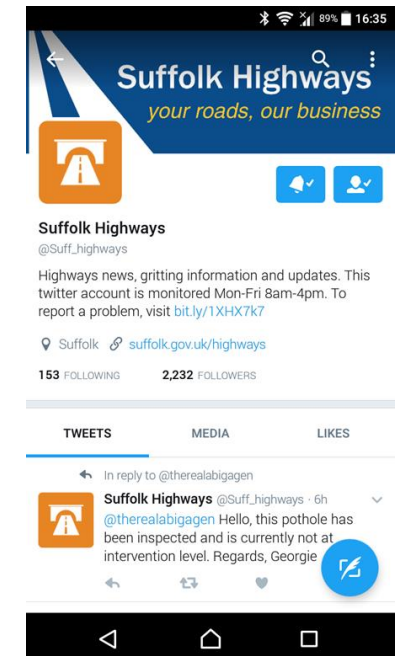 89% 16:35
Suffolk Highways
your roads, our business
Suffolk Highways
@Suff_highways
Highways news, gritting information and updates. This
twitter account is monitored Mon-Fri 8am-4pm. To
report a problem, visit bit.ly/1XHX7k7
Suffolk suffolk.gov.uk/highways
153 FOLLOWING 2,232 FOLLOWERS
TWEETS MEDIA LIKES
In reply to @therealabigagen
Suffolk Highways @Suff_highways · 6h
@therealabigagen Hello, this pothole has
been inspected and is currently not at
intervention level. Regards, Georgie